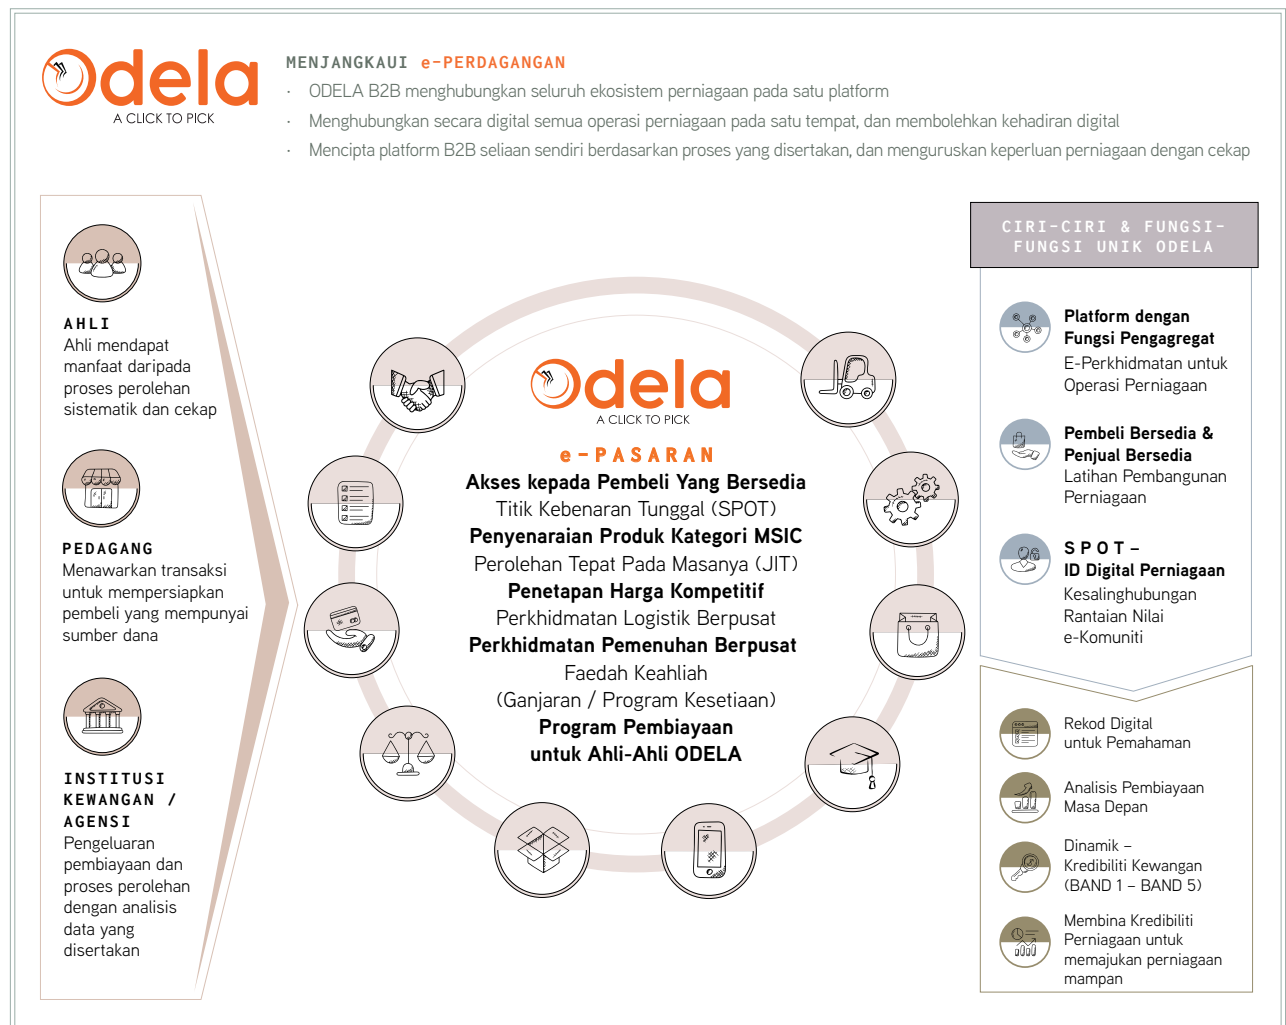 Odela
A CLICK TO PICK
MENJANGKAUI e-PERDAGANGAN
· ODELA B2B menghubungkan seluruh ekosistem perniagaan pada satu platform
· Menghubungkan secara digital semua operasi perniagaan pada satu tempat, dan membolehkan kehadiran digital
· Mencipta platform B2B seliaan sendiri berdasarkan proses yang disertakan, dan menguruskan keperluan perniagaan dengan cekap
AHLI
Ahli mendapat
manfaat daripada
proses perolehan
sistematik dan cekap
PEDAGANG
Menawarkan transaksi
untuk mempersiapkan
pembeli yang mempunyai
sumber dana
INSTITUSI
KEWANGAN /
AGENSI
Pengeluaran
pembiayaan dan
proses perolehan
dengan analisis
data yang
disertakan
Odela
A CLICK TO PICK
e-PASARAN
Akses kepada Pembeli Yang Bersedia
Titik Kebenaran Tunggal (SPOT)
Penyenaraian Produk Kategori MSIC
Perolehan Tepat Pada Masanya (JIT)
Penetapan Harga Kompetitif
Perkhidmatan Logistik Berpusat
Perkhidmatan Pemenuhan Berpusat
Faedah Keahliah
(Ganjaran / Program Kesetiaan)
Program Pembiayaan
untuk Ahli-Ahli ODELA
CIRI-CIRI & FUNGSI-
FUNGSI UNIK ODELA
Platform dengan
Fungsi Pengagregat
E-Perkhidmatan untuk
Operasi Perniagaan
Pembeli Bersedia &
Penjual Bersedia
Latihan Pembangunan
Perniagaan
SPOT –
ID Digital Perniagaan
Kesalinghubungan
Rantaian Nilai
e-Komuniti
Rekod Digital
untuk Pemahaman
Analisis Pembiayaan
Masa Depan
Dinamik –
Kredibiliti Kewangan
(BAND 1 – BAND 5)
Membina Kredibiliti
Perniagaan untuk
memajukan perniagaan
mampan